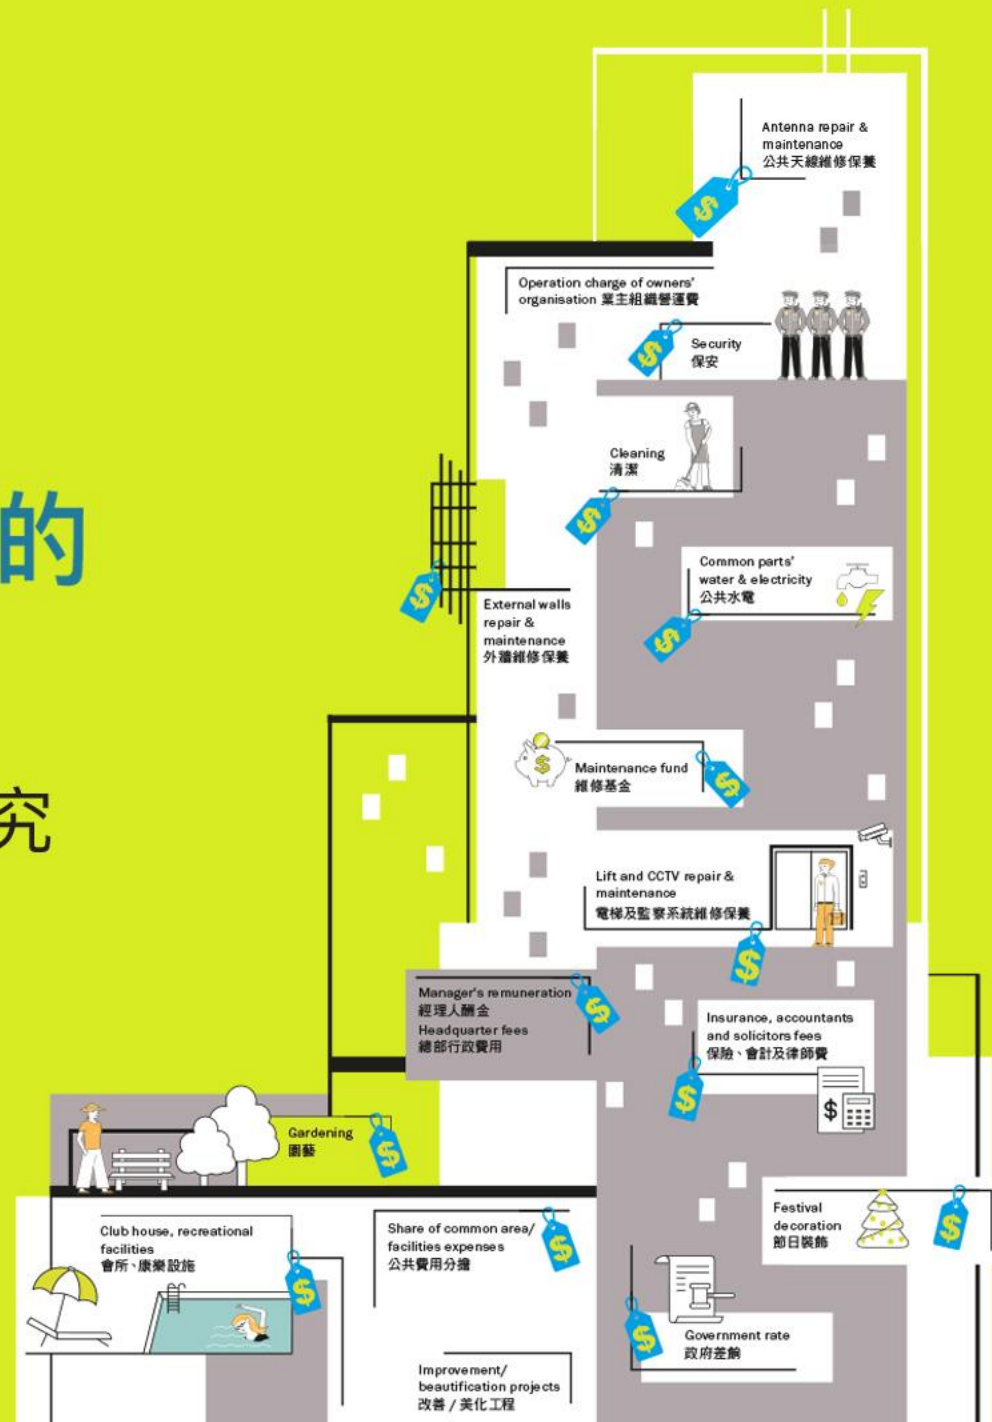 Antenna repair &
maintenance
公共天線維修保養
Operation charge of owners'
organisation 業主組織營運費
Security
保安
Cleaning
清潔
的
Common parts'
water & electricity
公共水電
External walls
repair &
maintenance
外牆維修保養
Maintenance fund
維修基金
究
Lift and CCTV repair &
maintenance
電梯及監察系統維修保養
Manager's remuneration
經理人酬金
Headquarter fees
總部行政費用
Insurance, accountants
and solicitors fees
保險、會計及律師費
Gardening
園藝
Club house, recreational
facilities
會所、康樂設施
Share of common area/
facilities expenses
公共費用分擔
Festival
decoration
節日裝飾
Government rate
政府差餉
Improvement/
beautification projects
改善 / 美化工程